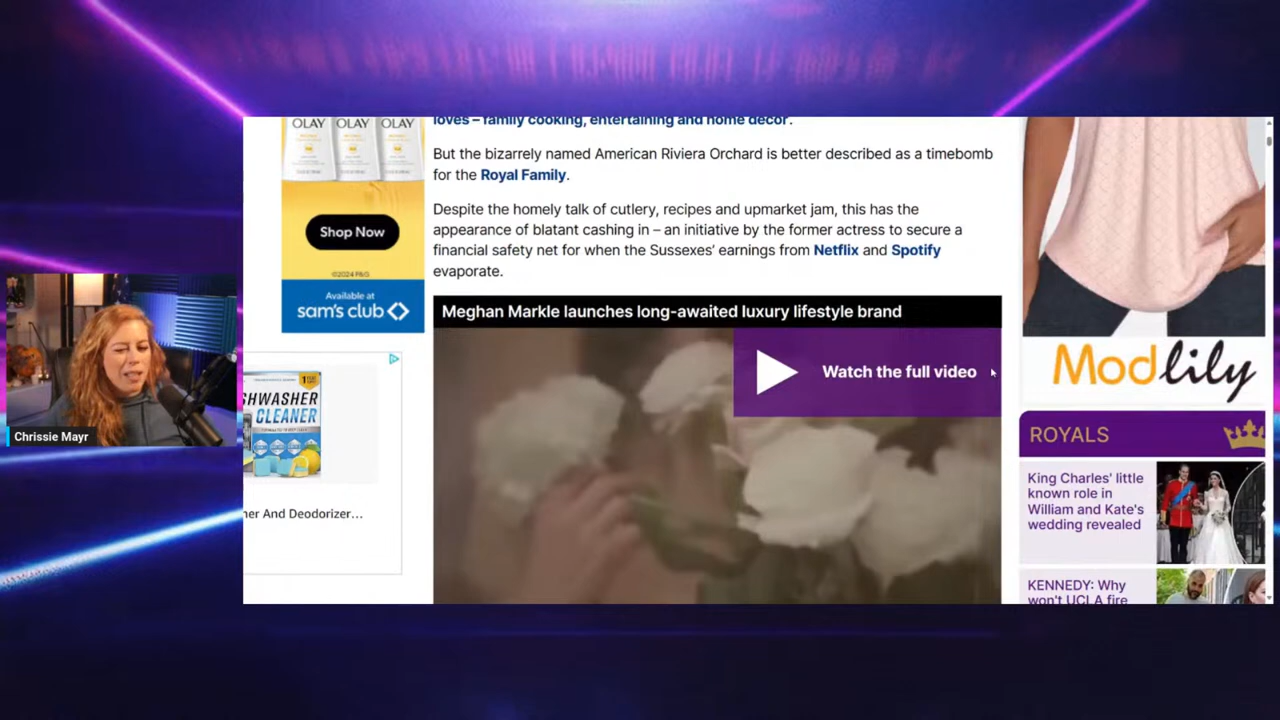 OLAY OLAY OLAY
Shop Now
©2024 P&G
Available at
sam's club
SHWASHER
CLEANER
ner And Deodorizer…
Chrissie Mayr
loves – family cooking, entertaining and home decor.
But the bizarrely named American Riviera Orchard is better described as a timebomb
for the Royal Family.
Despite the homely talk of cutlery, recipes and upmarket jam, this has the
appearance of blatant cashing in – an initiative by the former actress to secure a
financial safety net for when the Sussexes' earnings from Netflix and Spotify
evaporate.
Meghan Markle launches long-awaited luxury lifestyle brand
Watch the full video
Modlily
ROYALS
King Charles' little
known role in
William and Kate's
wedding revealed
KENNEDY: Why
won't UCLA fire